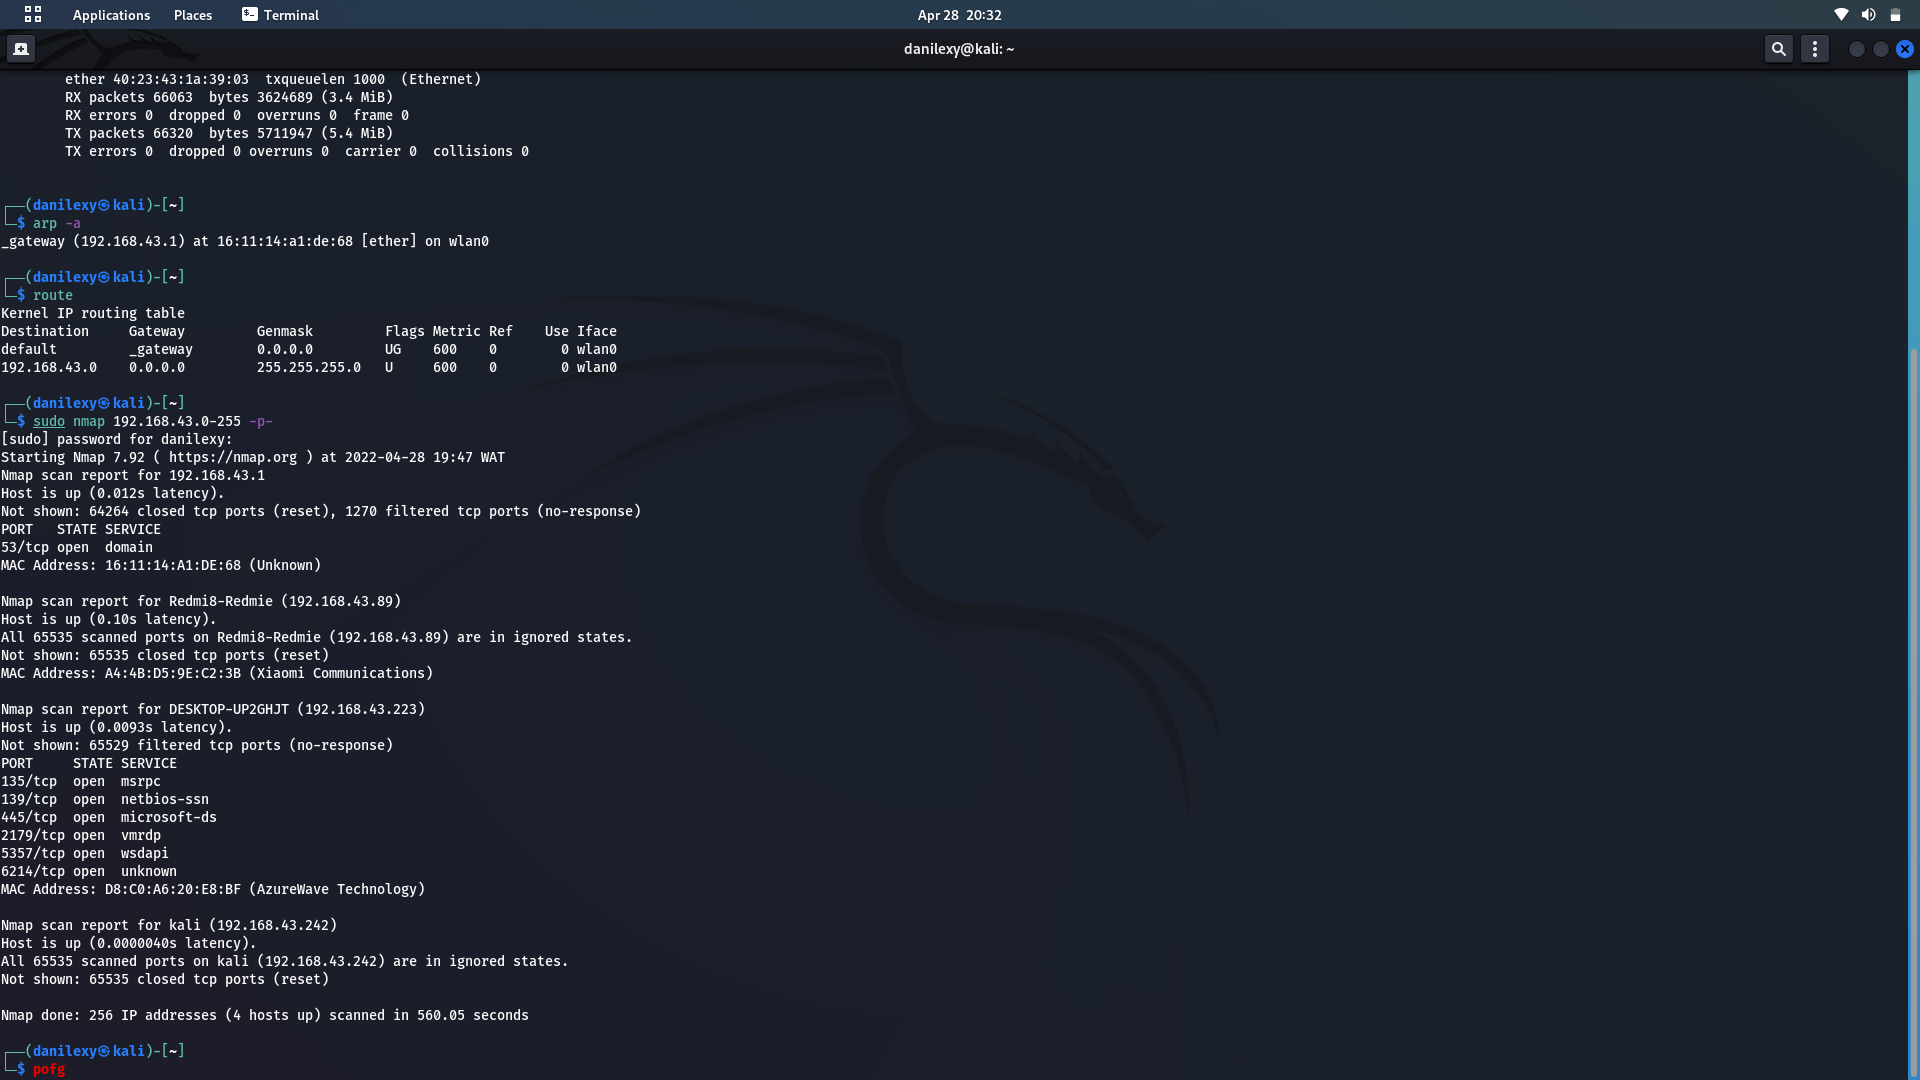 Applications Places Terminal Apr 28 20:32
danilexy@kali: ~
ether 40:23:43:1a:39:03 txqueuelen 1000 (Ethernet)
RX packets 66063 bytes 3624689 (3.4 MiB)
RX errors 0 dropped 0 overruns 0 frame 0
TX packets 66320 bytes 5711947 (5.4 MiB)
TX errors 0 dropped 0 overruns 0 carrier 0 collisions 0
┌──(danilexy㉿kali)-[~]
└─$ arp -a
_gateway (192.168.43.1) at 16:11:14:a1:de:68 [ether] on wlan0
┌──(danilexy㉿kali)-[~]
└─$ route
Kernel IP routing table
Destination Gateway Genmask Flags Metric Ref Use Iface
default _gateway 0.0.0.0 UG 600 0 0 wlan0
192.168.43.0 0.0.0.0 255.255.255.0 U 600 0 0 wlan0
┌──(danilexy㉿kali)-[~]
└─$ sudo nmap 192.168.43.0-255 -p-
[sudo] password for danilexy:
Starting Nmap 7.92 ( https://nmap.org ) at 2022-04-28 19:47 WAT
Nmap scan report for 192.168.43.1
Host is up (0.012s latency).
Not shown: 64264 closed tcp ports (reset), 1270 filtered tcp ports (no-response)
PORT STATE SERVICE
53/tcp open domain
MAC Address: 16:11:14:A1:DE:68 (Unknown)
Nmap scan report for Redmi8-Redmie (192.168.43.89)
Host is up (0.10s latency).
All 65535 scanned ports on Redmi8-Redmie (192.168.43.89) are in ignored states.
Not shown: 65535 closed tcp ports (reset)
MAC Address: A4:4B:D5:9E:C2:3B (Xiaomi Communications)
Nmap scan report for DESKTOP-UP2GHJT (192.168.43.223)
Host is up (0.0093s latency).
Not shown: 65529 filtered tcp ports (no-response)
PORT STATE SERVICE
135/tcp open msrpc
139/tcp open netbios-ssn
445/tcp open microsoft-ds
2179/tcp open vmrdp
5357/tcp open wsdapi
6214/tcp open unknown
MAC Address: D8:C0:A6:20:E8:BF (AzureWave Technology)
Nmap scan report for kali (192.168.43.242)
Host is up (0.0000040s latency).
All 65535 scanned ports on kali (192.168.43.242) are in ignored states.
Not shown: 65535 closed tcp ports (reset)
Nmap done: 256 IP addresses (4 hosts up) scanned in 560.05 seconds
┌──(danilexy㉿kali)-[~]
└─$ pofg